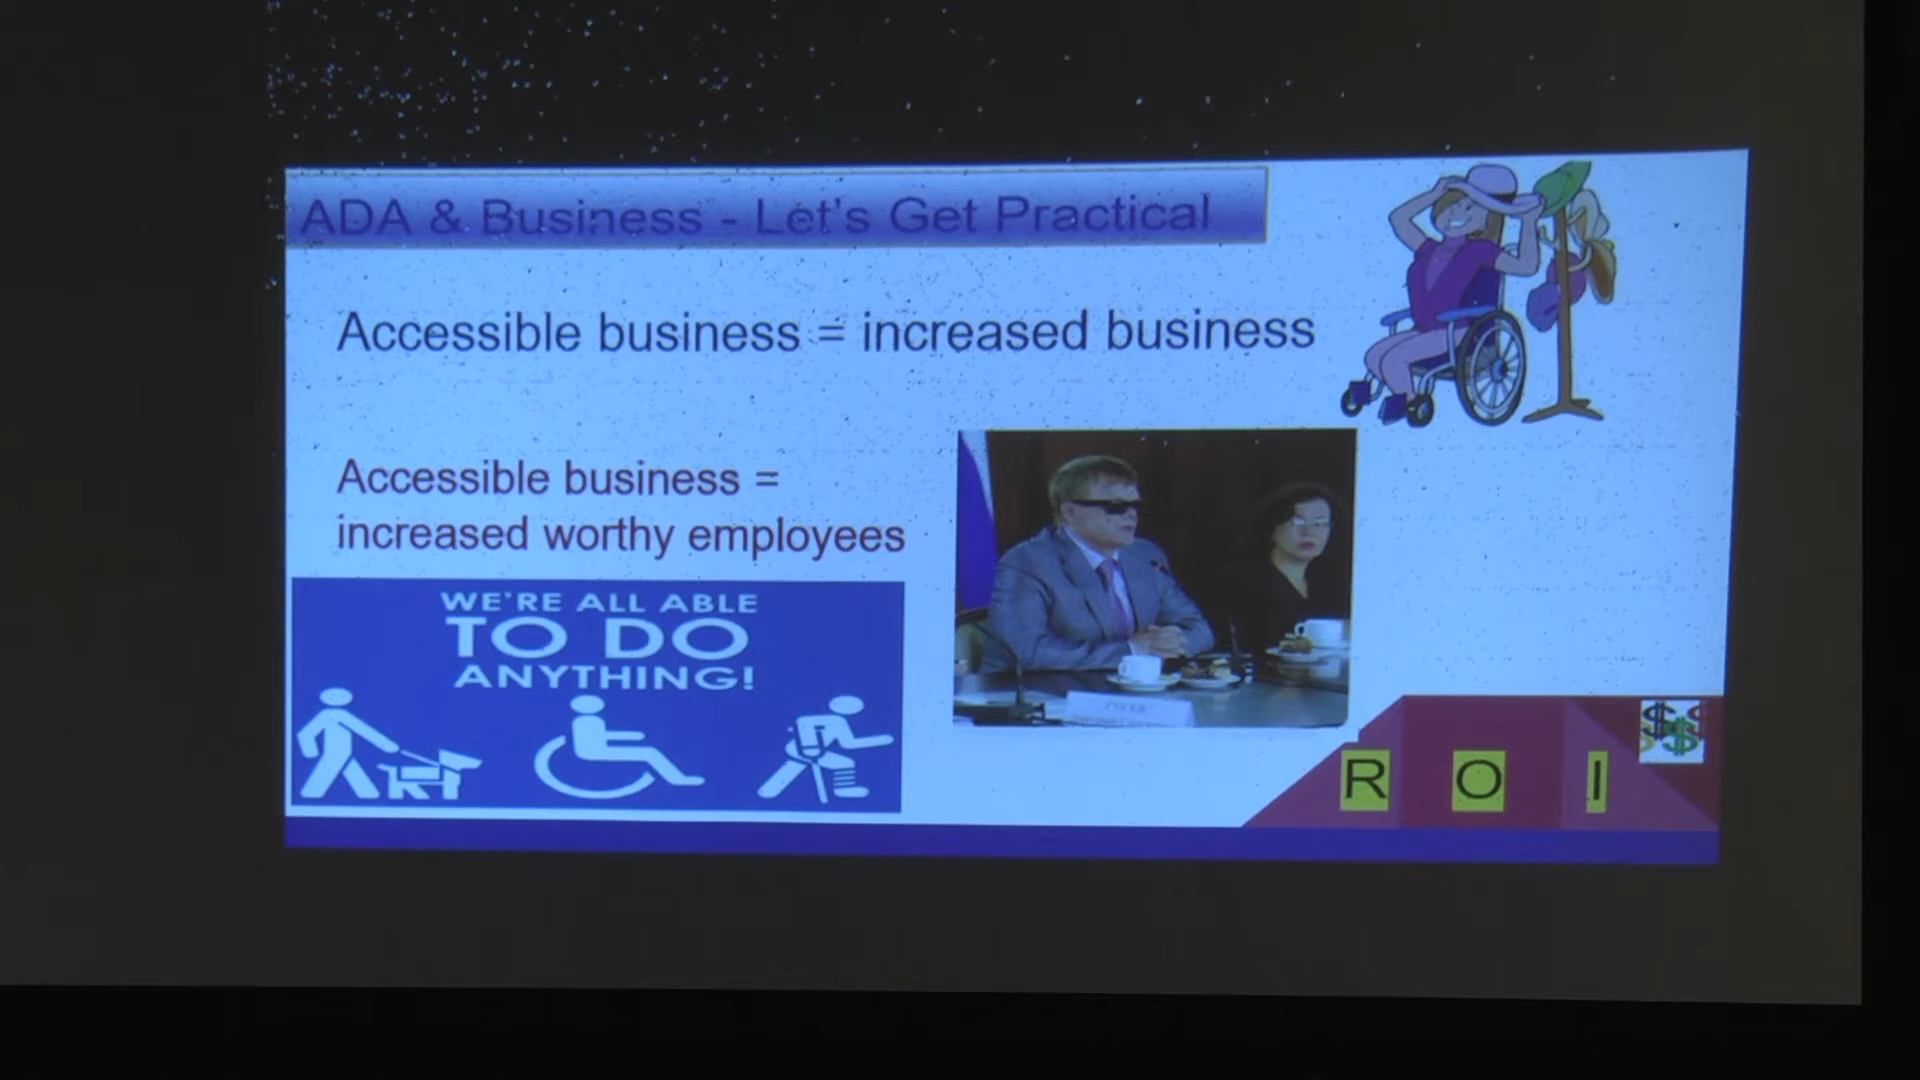 ADA & Business - Let's Get Practical
Accessible business = increased business
Accessible business =
increased worthy employees
WE'RE ALL ABLE
TO DO
ANYTHING!
R O I
$ $ $